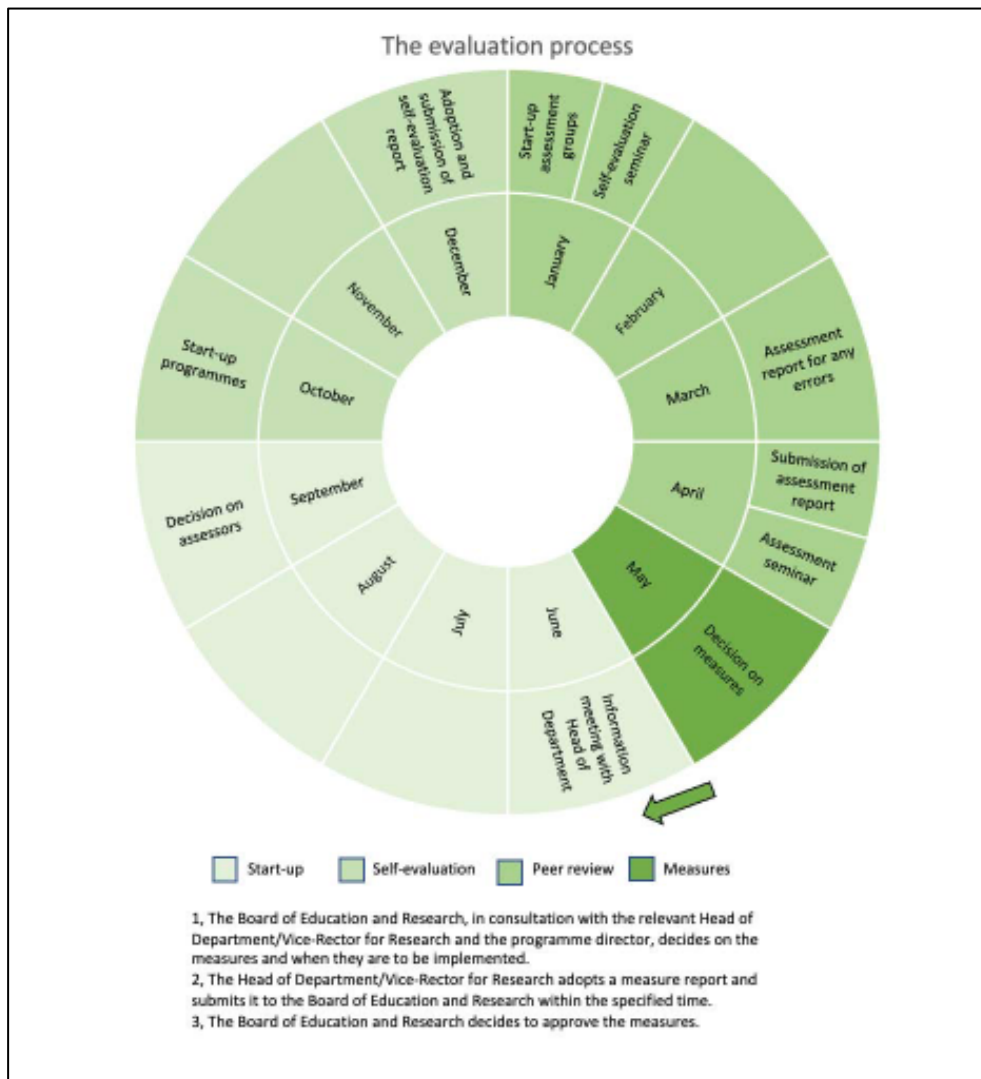 The evaluation process
Adoption and
submission of
self-evaluation
report
Start-up
assessment
groups
Self-evaluation
seminar
December
January
November
February
Start-up
programmes
October
March
Assessment
report for any
errors
Decision on
assessors
September
April
Submission of
assessment
report
Assessment
seminar
August
May
Decision on
measures
July
June
Information
meeting with
Head of
Department
Start-up
Self-evaluation
Peer review
Measures
1, The Board of Education and Research, in consultation with the relevant Head of
Department/Vice-Rector for Research and the programme director, decides on the
measures and when they are to be implemented.
2, The Head of Department/Vice-Rector for Research adopts a measure report and
submits it to the Board of Education and Research within the specified time.
3, The Board of Education and Research decides to approve the measures.